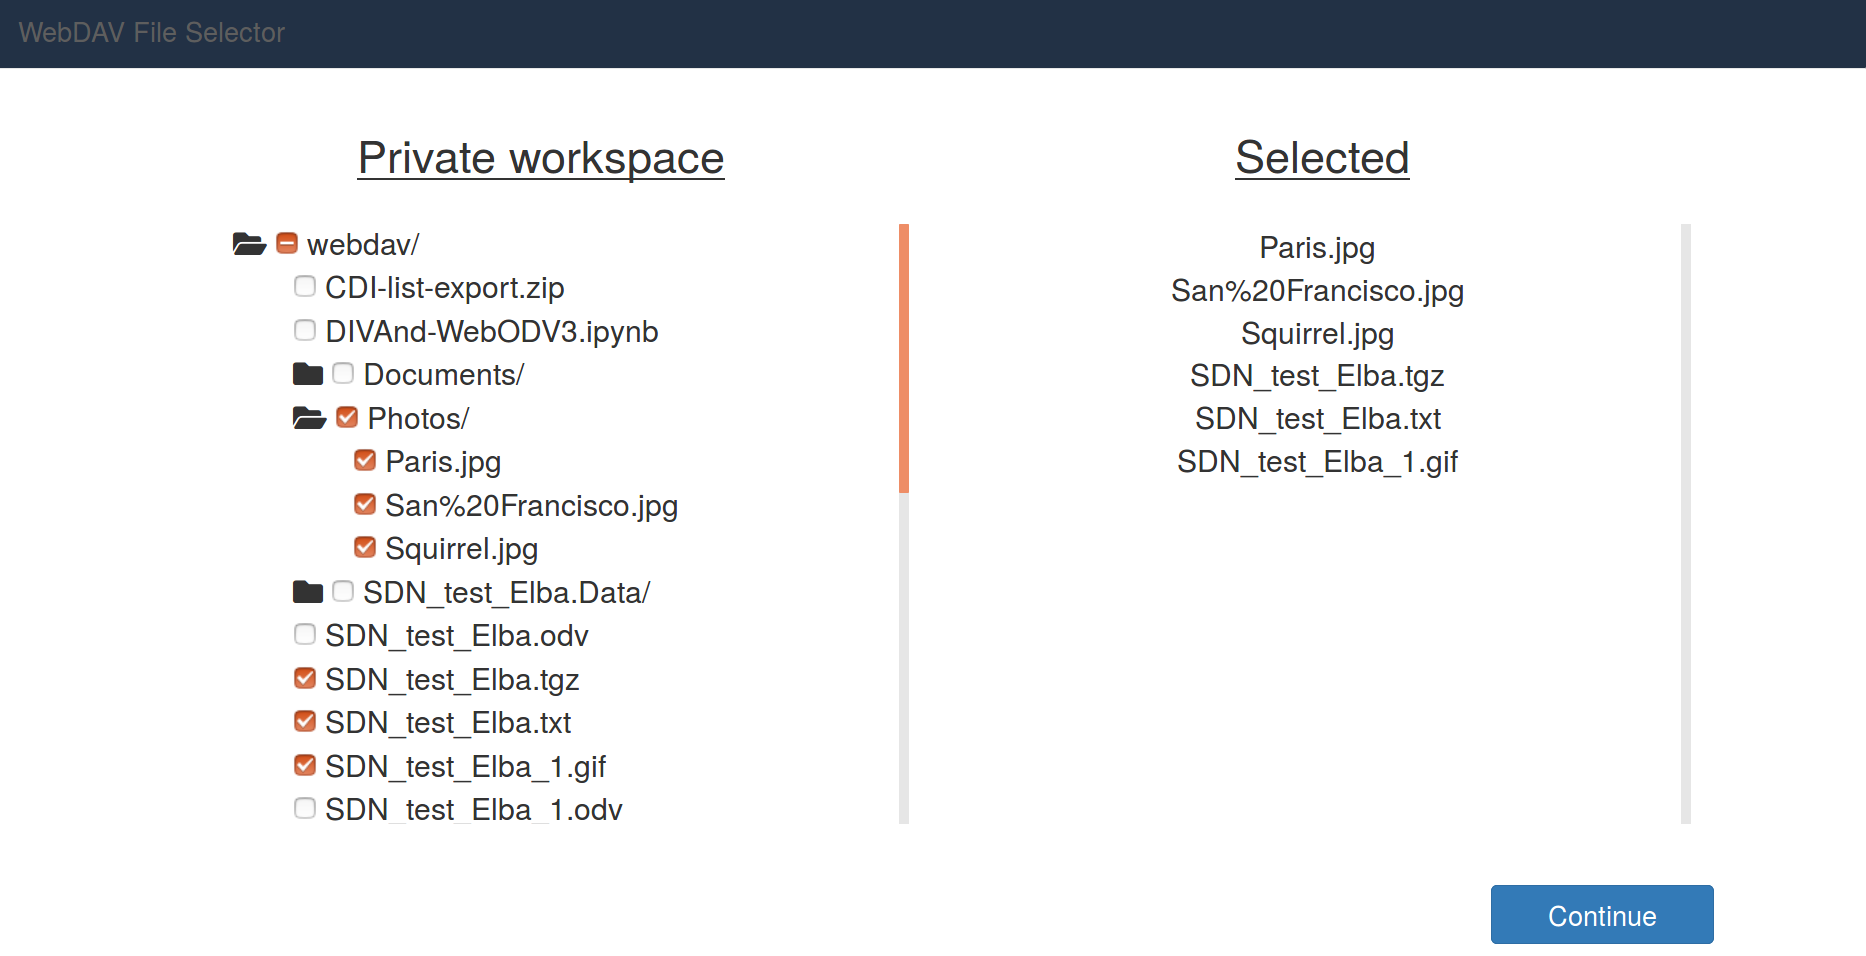 WebDAV File Selector
Private workspace
webdav/
CDI-list-export.zip
DIVAnd-WebODV3.ipynb
Documents/
Photos/
Paris.jpg
San%20Francisco.jpg
Squirrel.jpg
SDN_test_Elba.Data/
SDN_test_Elba.odv
SDN_test_Elba.tgz
SDN_test_Elba.txt
SDN_test_Elba_1.gif
SDN_test_Elba_1.odv
Selected
Paris.jpg
San%20Francisco.jpg
Squirrel.jpg
SDN_test_Elba.tgz
SDN_test_Elba.txt
SDN_test_Elba_1.gif
Continue